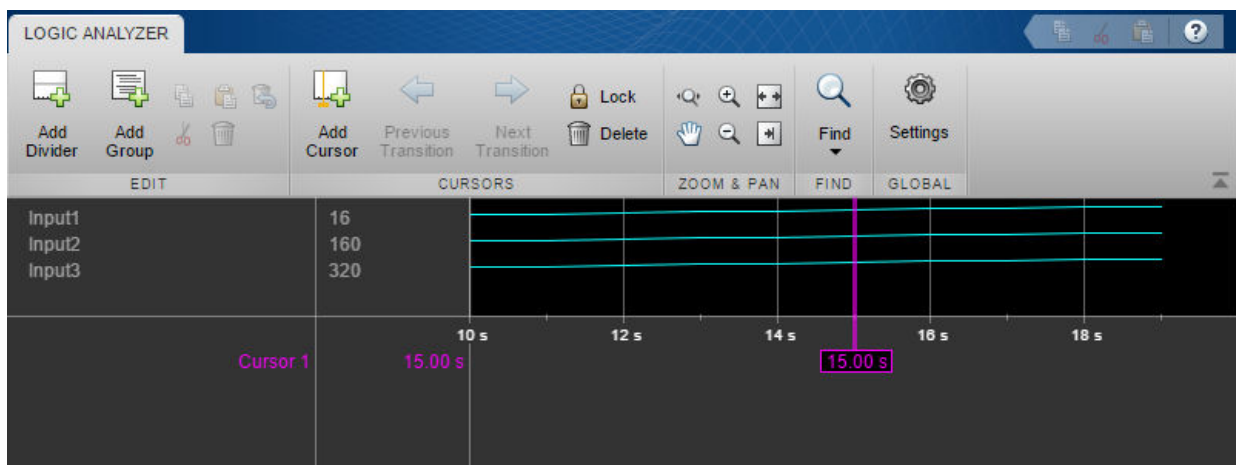 LOGIC ANALYZER
?
Add Divider
Add Group
Add Cursor
Previous Transition
Next Transition
Lock
Delete
Find
Settings
EDIT
CURSORS
ZOOM & PAN
FIND
GLOBAL
Input1 16
Input2 160
Input3 320
10 s 12 s 14 s 16 s 18 s
Cursor 1 15.00 s 15.00 s